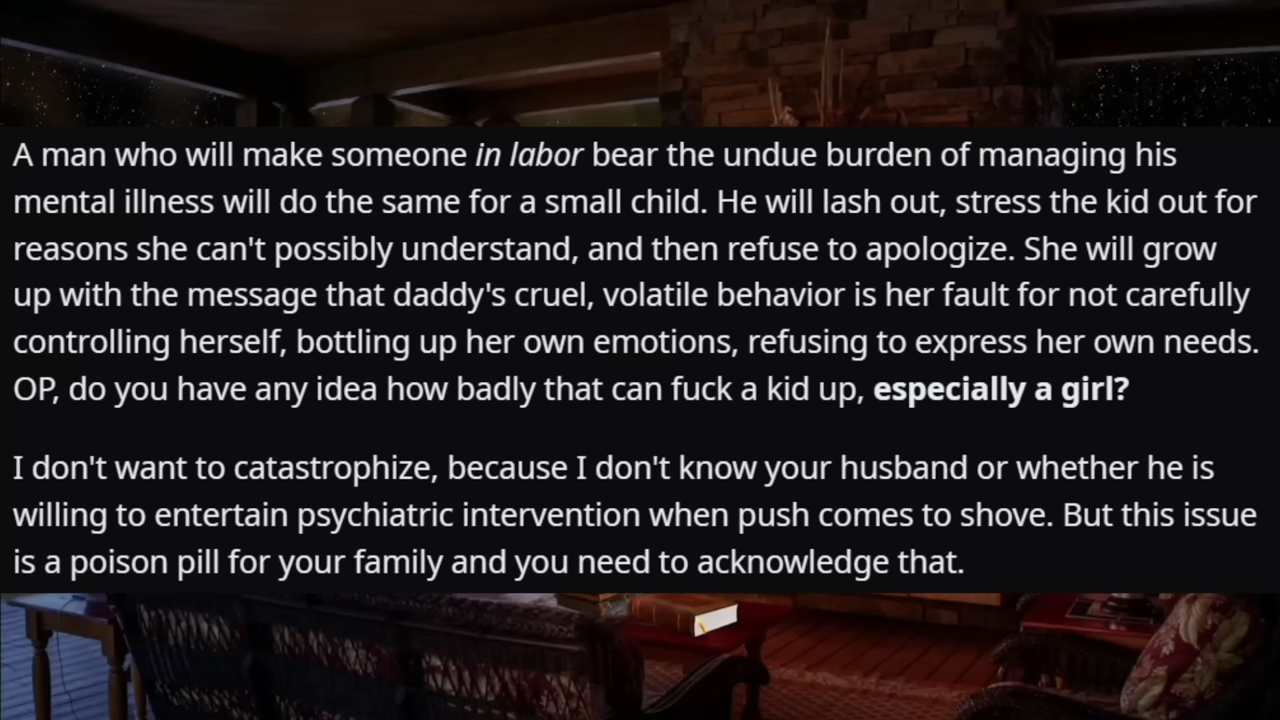 A man who will make someone in labor bear the undue burden of managing his
mental illness will do the same for a small child. He will lash out, stress the kid out for
reasons she can't possibly understand, and then refuse to apologize. She will grow
up with the message that daddy's cruel, volatile behavior is her fault for not carefully
controlling herself, bottling up her own emotions, refusing to express her own needs.
OP, do you have any idea how badly that can fuck a kid up, especially a girl?
I don't want to catastrophize, because I don't know your husband or whether he is
willing to entertain psychiatric intervention when push comes to shove. But this issue
is a poison pill for your family and you need to acknowledge that.